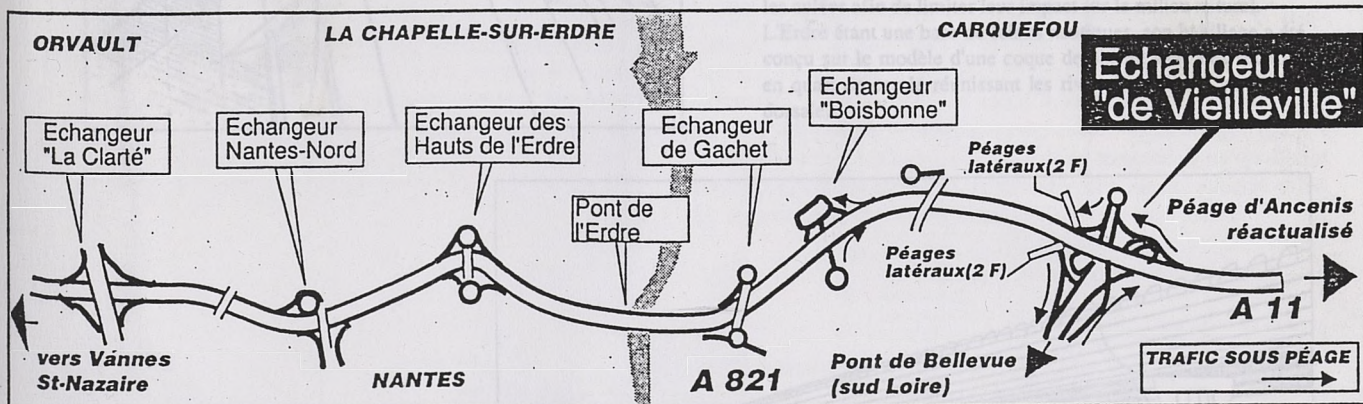 ORVAULT
LA CHAPELLE-SUR-ERDRE
CARQUEFOU
Echangeur
"de Vieilleville"
Echangeur
"La Clarté"
Echangeur
Nantes-Nord
Echangeur des
Hauts de l'Erdre
Echangeur
de Gachet
Echangeur
"Boisbonne"
Pont de
l'Erdre
Péages
latéraux(2 F)
Péages
latéraux(2 F)
Péage d'Ancenis
réactualisé
A 11
vers Vannes
St-Nazaire
NANTES
A 821
Pont de Bellevue
(sud Loire)
TRAFIC SOUS PÉAGE